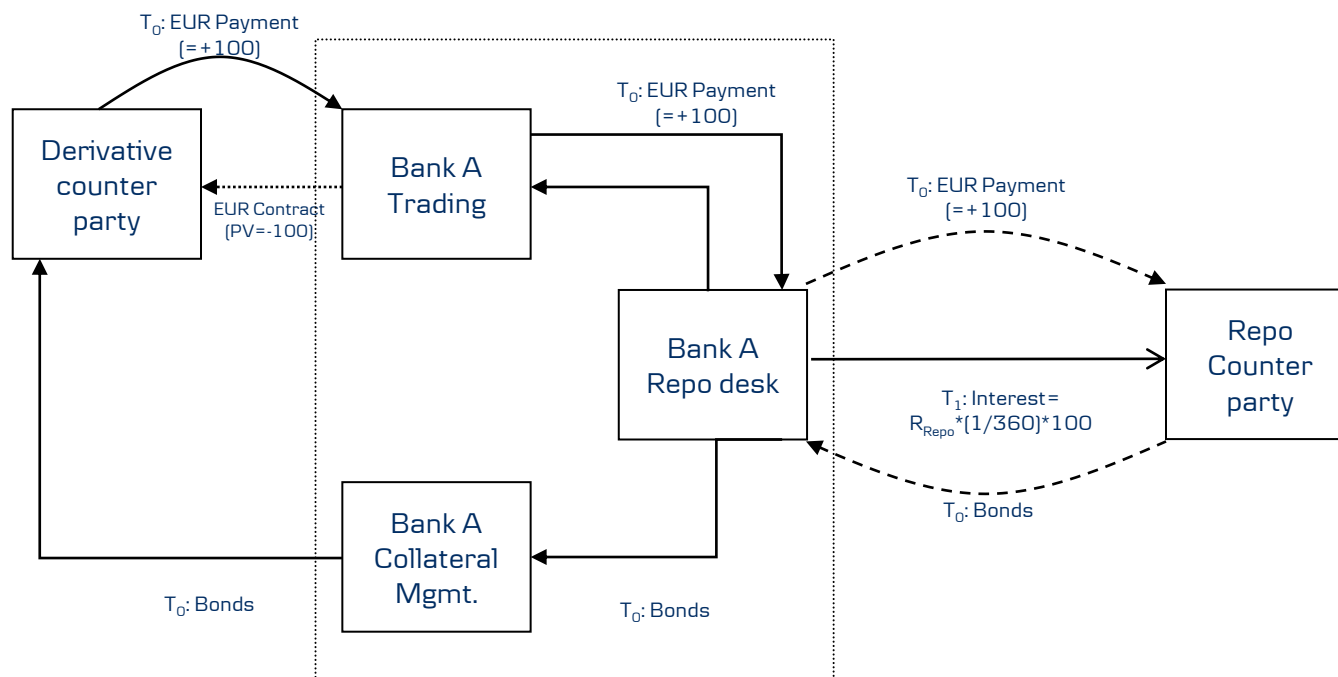 T₀: EUR Payment
(=+100)
Derivative
counter
party
EUR Contract
(PV=-100)
Bank A
Trading
T₀: EUR Payment
(=+100)
Bank A
Repo desk
T₀: EUR Payment
(=+100)
T₁: Interest=
R_Repo*(1/360)*100
T₀: Bonds
Repo
Counter
party
Bank A
Collateral
Mgmt.
T₀: Bonds
T₀: Bonds